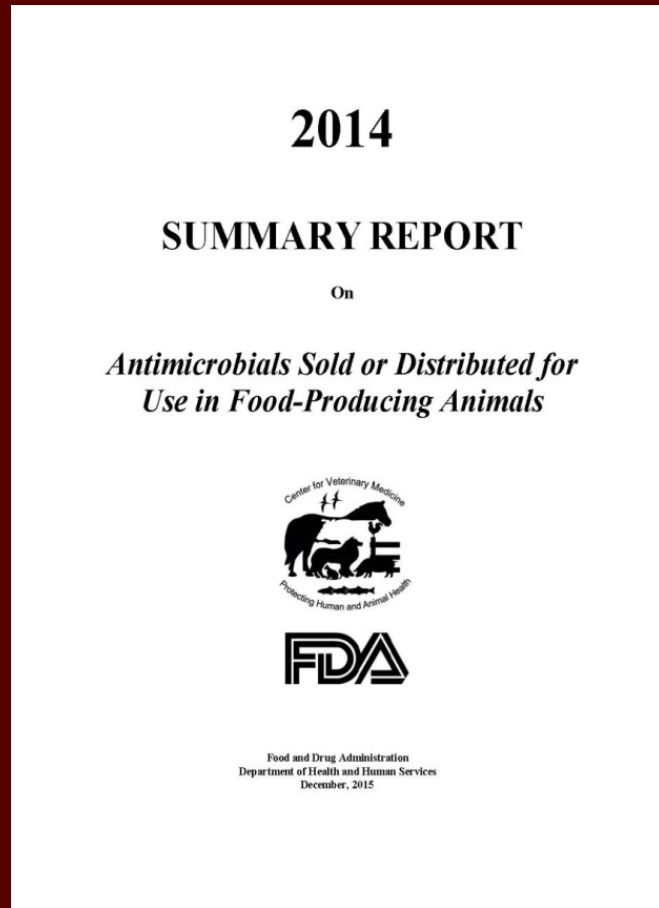 2014
SUMMARY REPORT
On
Antimicrobials Sold or Distributed for
Use in Food-Producing Animals
Center for Veterinary Medicine
Protecting Human and Animal Health
FDA
Food and Drug Administration
Department of Health and Human Services
December, 2015